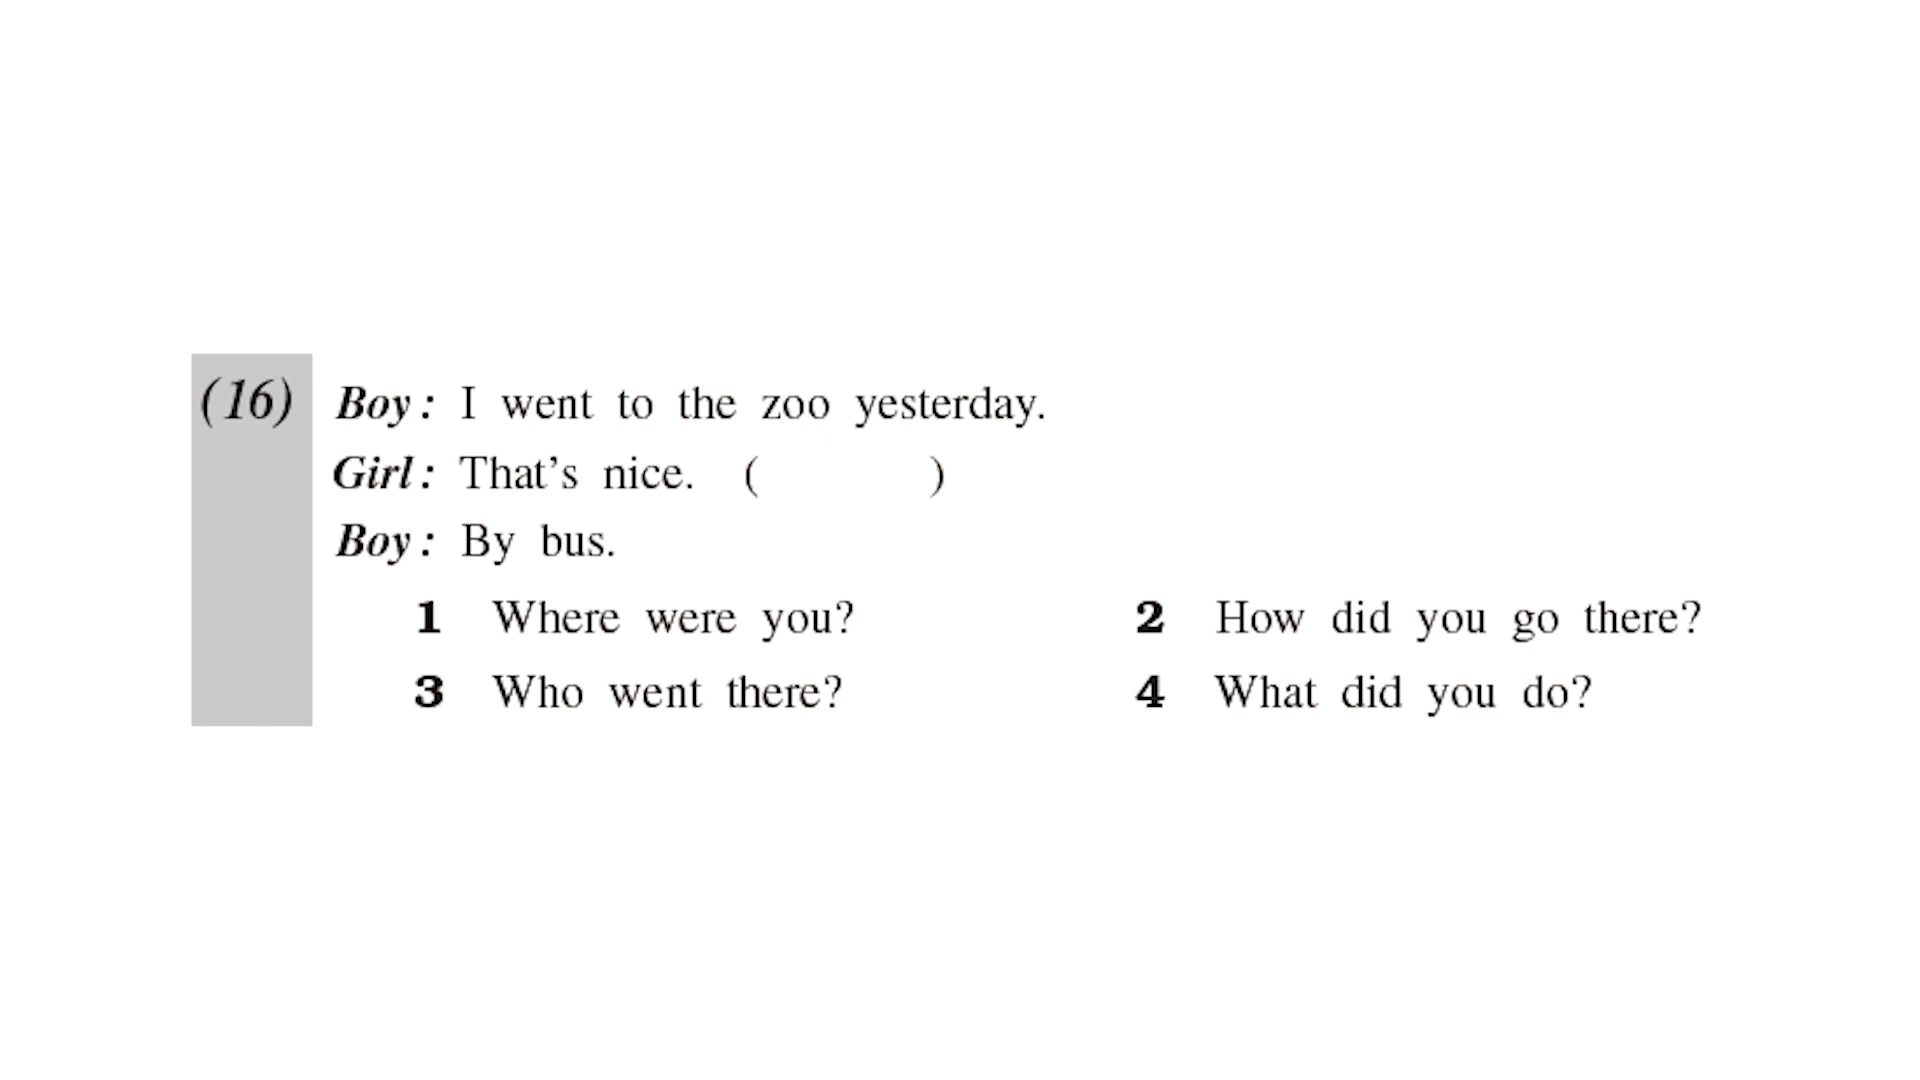 (16) Boy : I went to the zoo yesterday.
Girl : That's nice. (        )
Boy : By bus.
1 Where were you? 2 How did you go there?
3 Who went there? 4 What did you do?